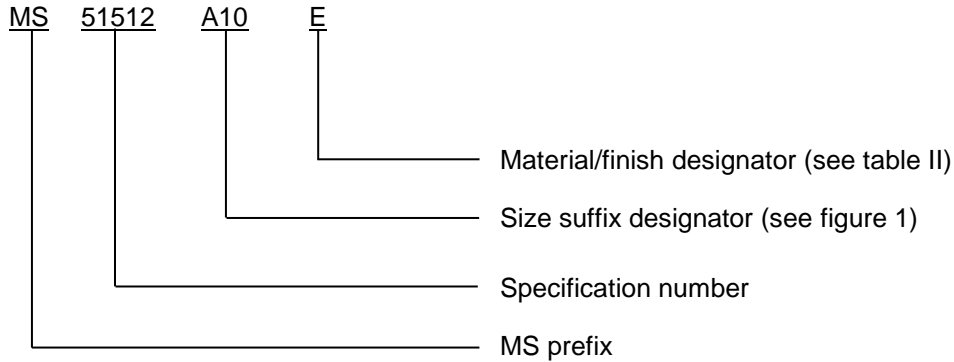 MS 51512 A10 E
Material/finish designator (see table II)
Size suffix designator (see figure 1)
Specification number
MS prefix